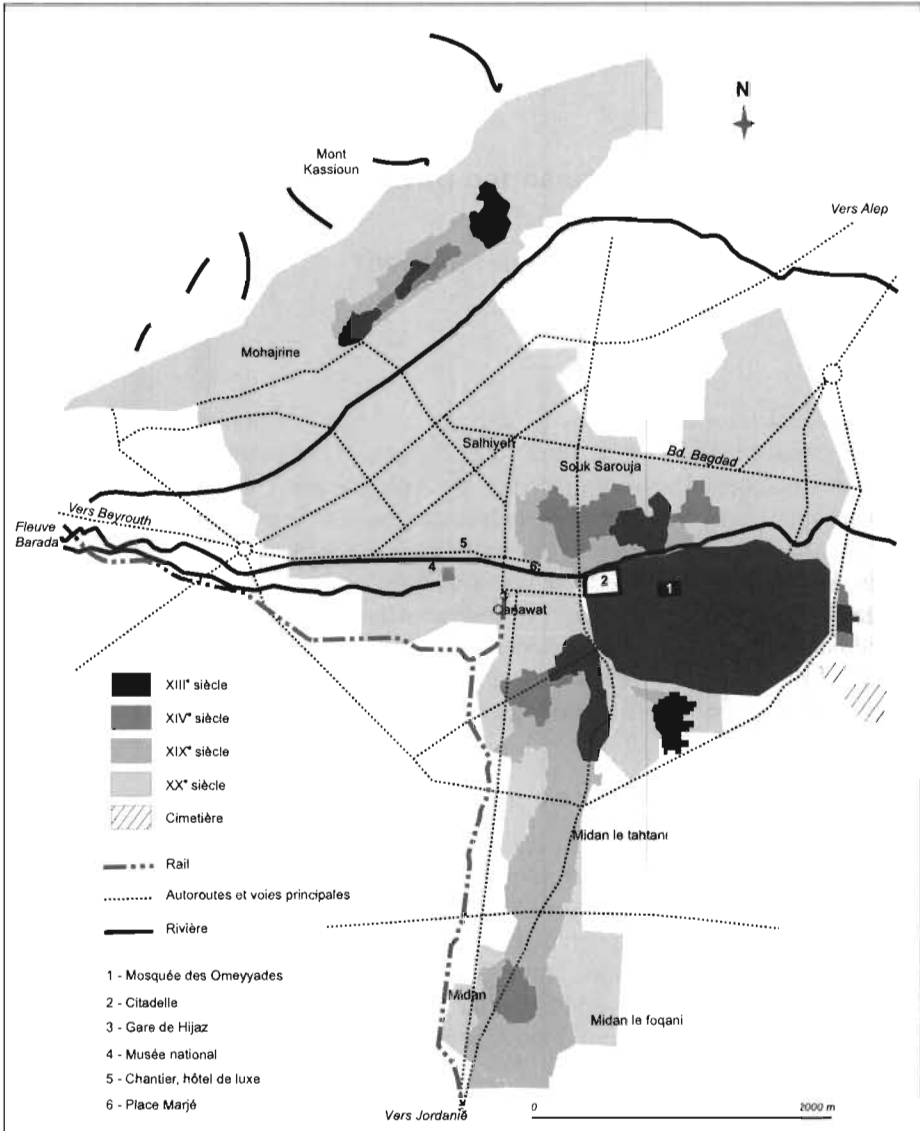 N
Mont
Kassioun
Vers Alep
Mohajrine
Salhiyeh
Souk Sarouja
Bd. Bagdad
Vers Beyrouth
Fleuve
Barada
5
6
4
2
1
Qanawat
XIIIe siècle
XIVe siècle
XIXe siècle
XXe siècle
Cimetière
Midan le tahtani
Rail
Autoroutes et voies principales
Rivière
1 - Mosquée des Omeyyades
2 - Citadelle
3 - Gare de Hijaz
4 - Musée national
5 - Chantier, hôtel de luxe
6 - Place Marjé
Midan
Midan le foqani
Vers Jordanie
0 2000 m